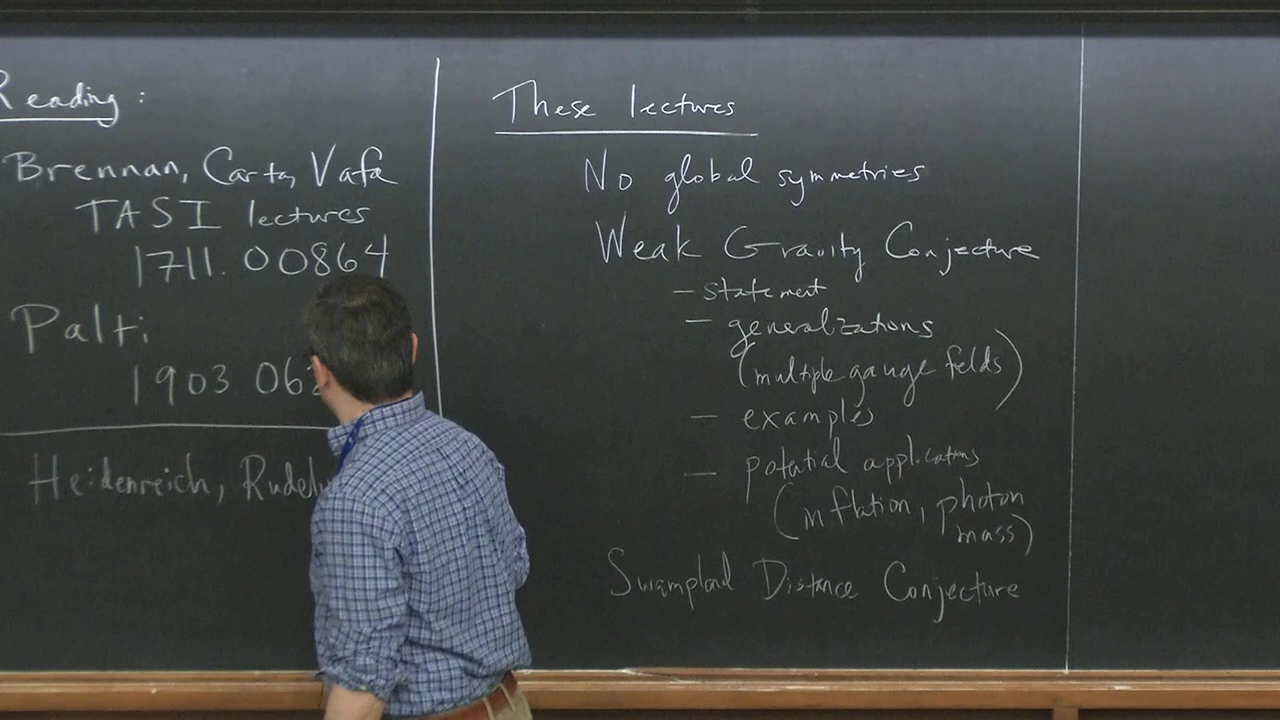 Reading:
Brennan, Carta, Vafa
TASI lectures
1711.00864
Palti
1903.06
Heidenreich,
These lectures
No global symmetries
Weak Gravity Conjecture
- statement
- generalizations
(multiple gauge fields)
- examples
- potential applications
(inflation, photon
mass)
Swampland Distance Conjecture